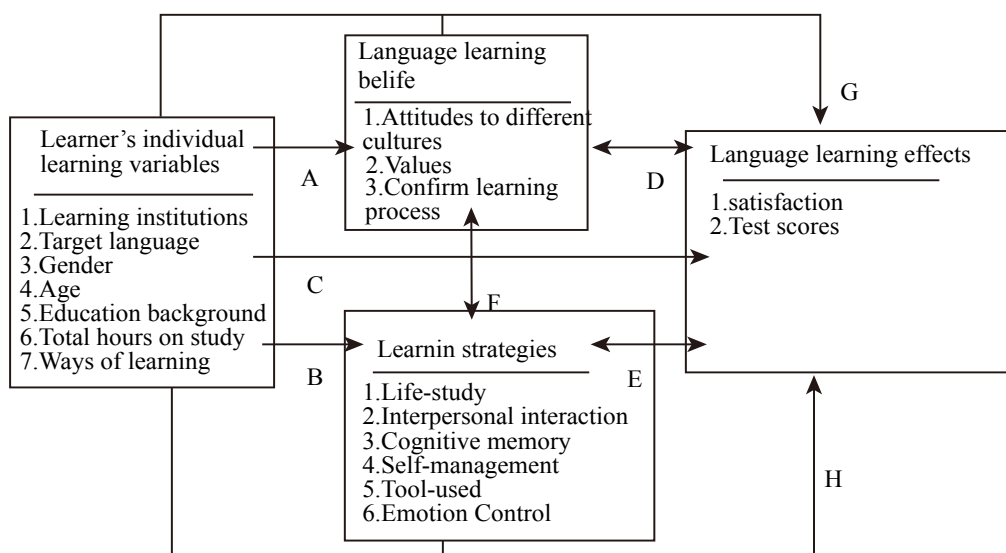 Learner's individual
learning variables
1.Learning institutions
2.Target language
3.Gender
4.Age
5.Education background
6.Total hours on study
7.Ways of learning
A
B
C
Language learning
belife
1.Attitudes to different
cultures
2.Values
3.Confirm learning
process
F
Learnin strategies
1.Life-study
2.Interpersonal interaction
3.Cognitive memory
4.Self-management
5.Tool-used
6.Emotion Control
D
E
G
Language learning effects
1.satisfaction
2.Test scores
H